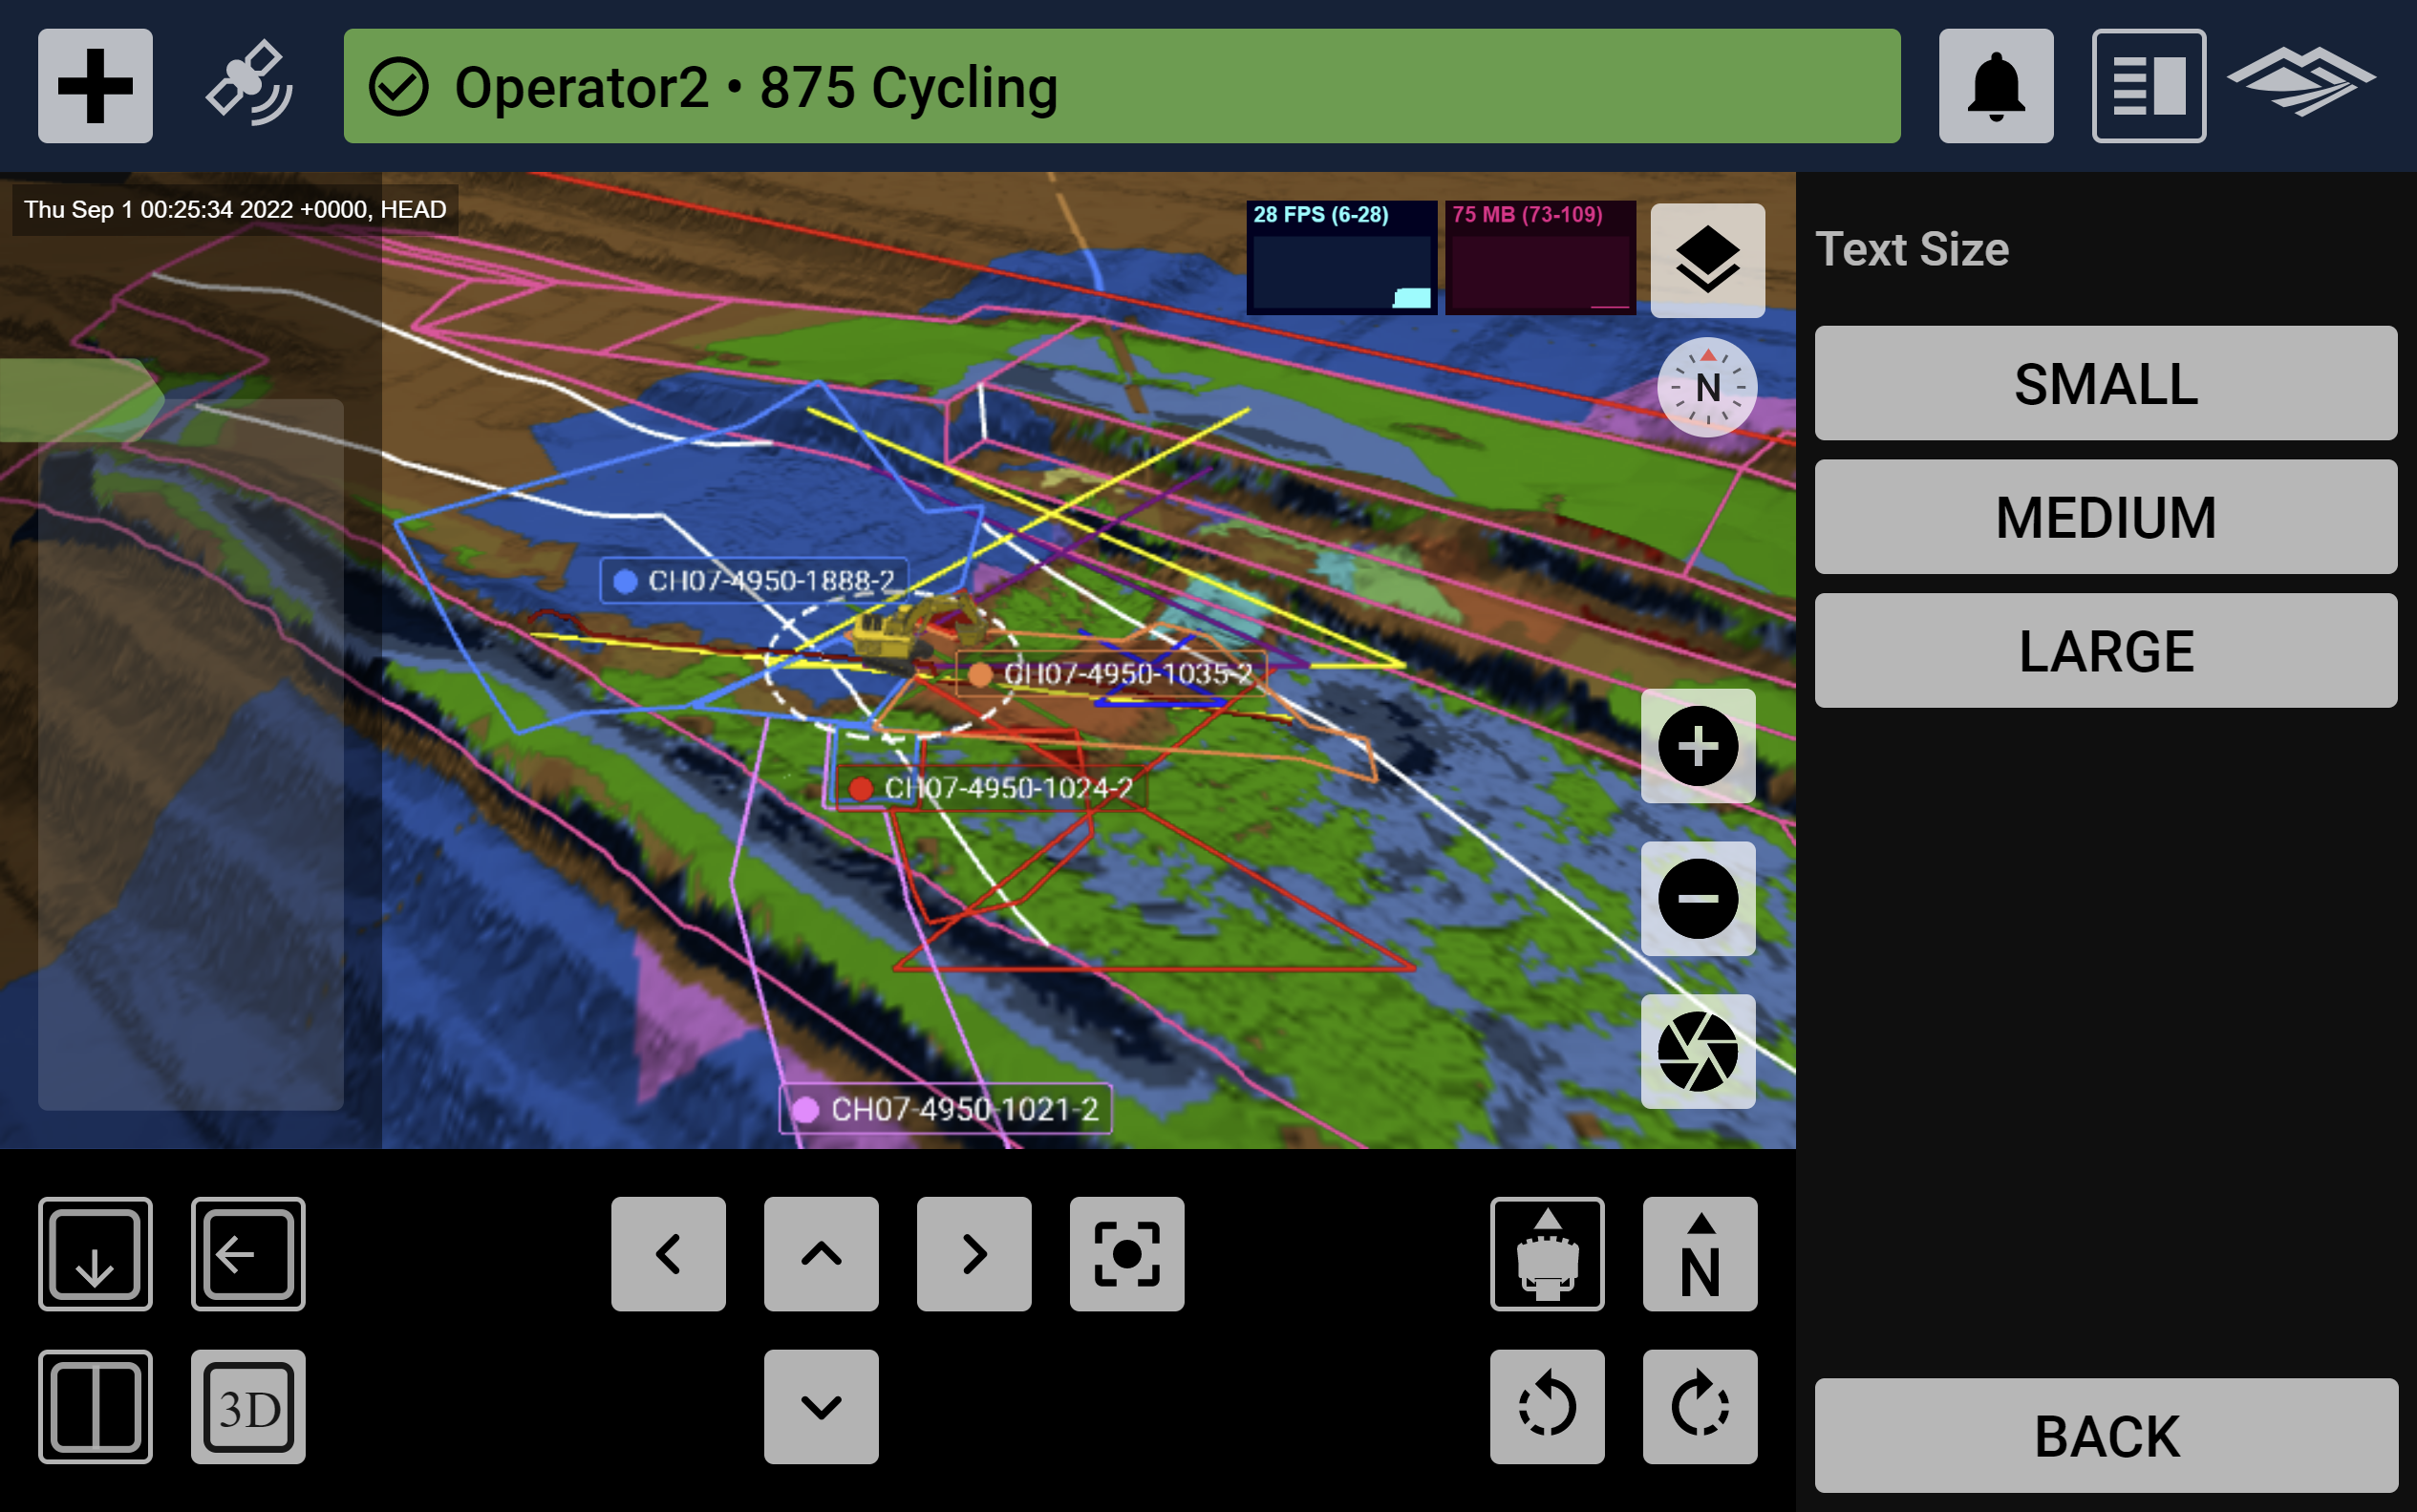 Operator2 • 875 Cycling
Thu Sep 1 00:25:34 2022 +0000, HEAD
28 FPS (6-28)
75 MB (73-109)
N
Text Size
SMALL
MEDIUM
LARGE
CH07-4950-1888-2
CH07-4950-1035-2
CH07-4950-1024-2
CH07-4950-1021-2
N
3D
BACK